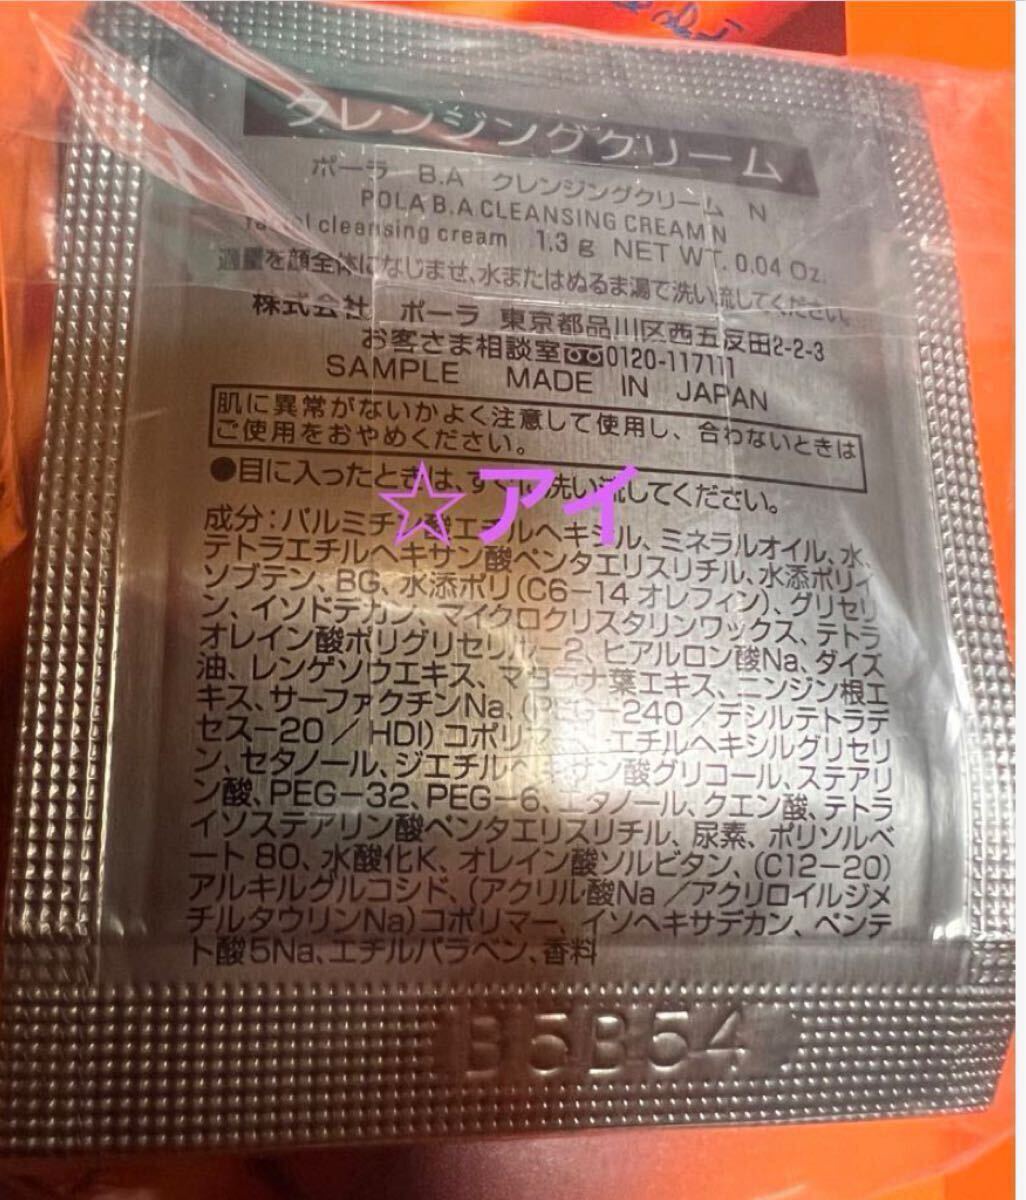 クレンジングクリーム
ポーラ B.A クレンジングクリーム N
POLA B.A CLEANSING CREAM N
facial cleansing cream 1.3 g NET WT. 0.04 Oz.
適量を顔全体になじませ、水またはぬるま湯で洗い流してください。
株式会社 ポーラ 東京都品川区西五反田2-2-3
お客さま相談室 0120-117111
SAMPLE MADE IN JAPAN
肌に異常がないかよく注意して使用し、合わないときは
ご使用をおやめください。
●目に入ったときは、すぐに洗い流してください。
☆アイ
成分：パルミチン酸エチルヘキシル、ミネラルオイル、水、
テトラエチルヘキサン酸ペンタエリスリチル、水添ポリイ
ソブテン、BG、水添ポリ(C6-14 オレフィン)、グリセリ
ン、イソドデカン、マイクロクリスタリンワックス、テトラ
オレイン酸ポリグリセリル-2、ヒアルロン酸Na、ダイズ
油、レンゲソウエキス、マヨラナ葉エキス、ニンジン根エ
キス、サーファクチンNa、(PEG-240／デシルテトラデ
セス-20／HDI)コポリマー、エチルヘキシルグリセリ
ン、セタノール、ジエチルヘキサン酸グリコール、ステアリ
ン酸、PEG-32、PEG-6、エタノール、クエン酸、テトラ
イソステアリン酸ペンタエリスリチル、尿素、ポリソルベ
ート80、水酸化K、オレイン酸ソルビタン、(C12-20)
アルキルグルコシド、(アクリル酸Na／アクリロイルジメ
チルタウリンNa)コポリマー、イソヘキサデカン、ペンテ
ト酸5Na、エチルパラベン、香料
B5B54